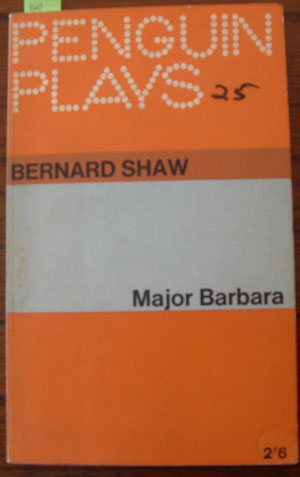 PENGUIN
PLAYS 25
BERNARD SHAW
Major Barbara
2'6